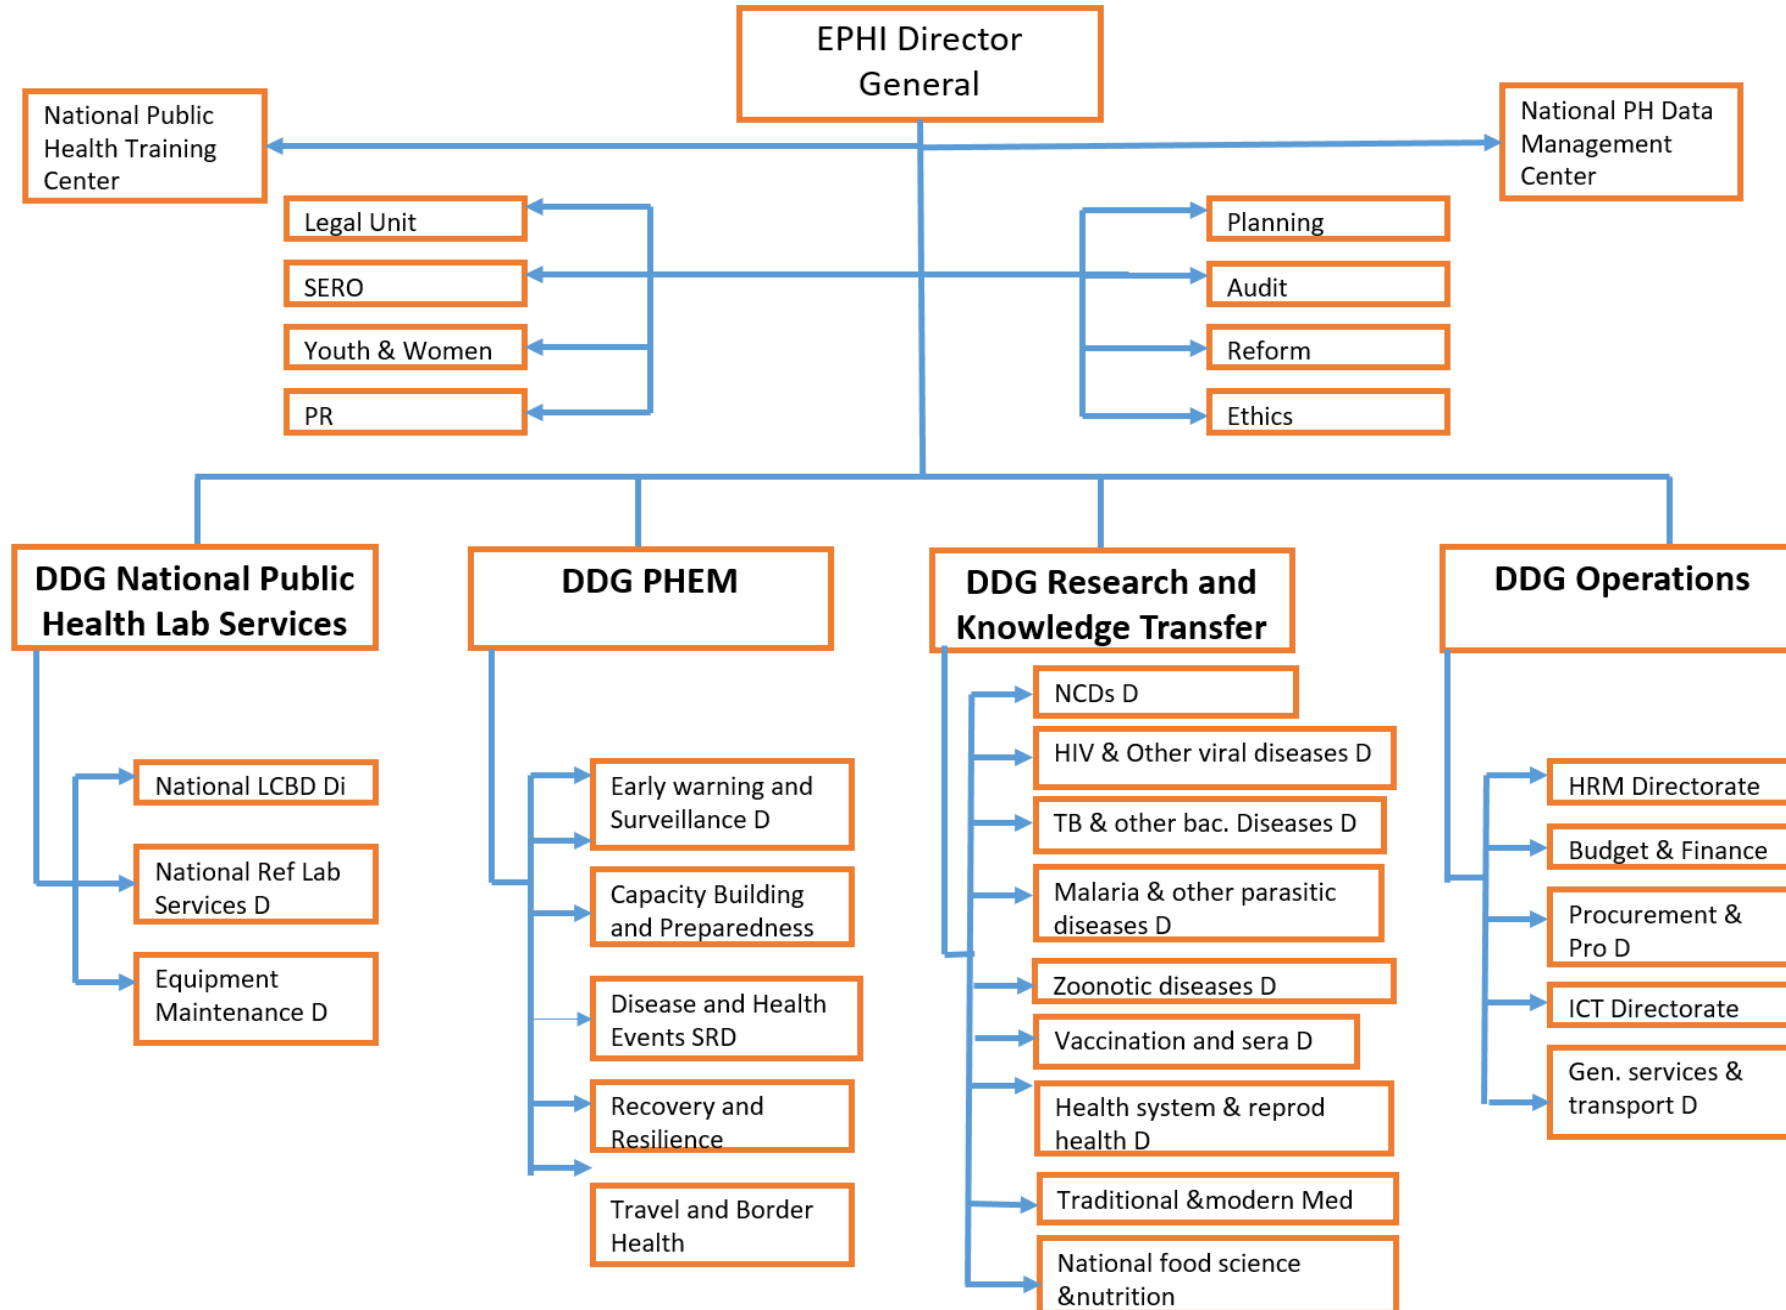 EPHI Director
General
National Public
Health Training
Center
National PH Data
Management
Center
Legal Unit
SERO
Youth & Women
PR
Planning
Audit
Reform
Ethics
DDG National Public
Health Lab Services
DDG PHEM
DDG Research and
Knowledge Transfer
DDG Operations
National LCBD Di
National Ref Lab
Services D
Equipment
Maintenance D
Early warning and
Surveillance D
Capacity Building
and Preparedness
Disease and Health
Events SRD
Recovery and
Resilience
Travel and Border
Health
NCDs D
HIV & Other viral diseases D
TB & other bac. Diseases D
Malaria & other parasitic
diseases D
Zoonotic diseases D
Vaccination and sera D
Health system & reprod
health D
Traditional &modern Med
National food science
&nutrition
HRM Directorate
Budget & Finance
Procurement &
Pro D
ICT Directorate
Gen. services &
transport D